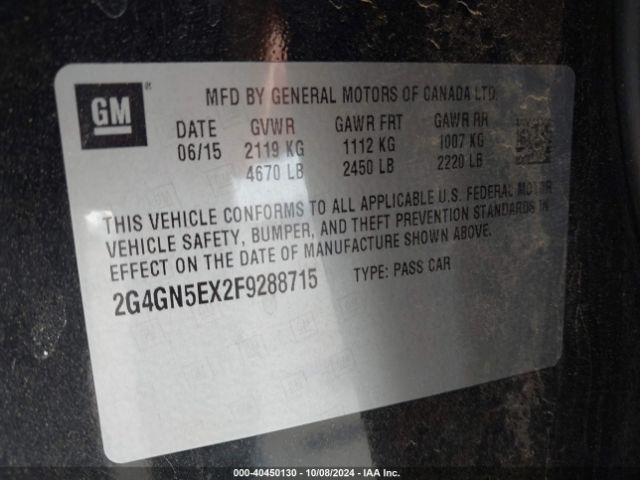 GM
MFD BY GENERAL MOTORS OF CANADA LTD.
DATE GVWR GAWR FRT GAWR RR
06/15 2119 KG 1112 KG 1007 KG
4670 LB 2450 LB 2220 LB
THIS VEHICLE CONFORMS TO ALL APPLICABLE U.S. FEDERAL MOTOR
VEHICLE SAFETY, BUMPER, AND THEFT PREVENTION STANDARDS IN
EFFECT ON THE DATE OF MANUFACTURE SHOWN ABOVE.
2G4GN5EX2F9288715 TYPE: PASS CAR
000-40450130 - 10/08/2024 - IAA Inc.